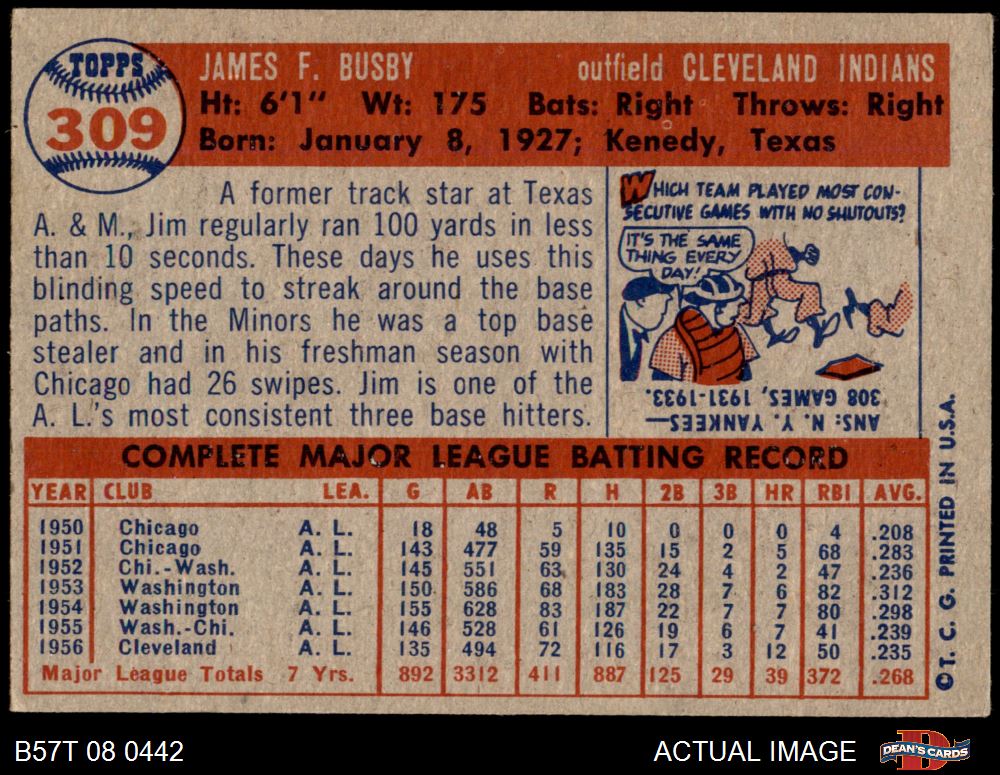 TOPPS
309
JAMES F. BUSBY outfield CLEVELAND INDIANS
Ht: 6'1" Wt: 175 Bats: Right Throws: Right
Born: January 8, 1927; Kenedy, Texas
A former track star at Texas
A. & M., Jim regularly ran 100 yards in less
than 10 seconds. These days he uses this
blinding speed to streak around the base
paths. In the Minors he was a top base
stealer and in his freshman season with
Chicago had 26 swipes. Jim is one of the
A. L.'s most consistent three base hitters.
WHICH TEAM PLAYED MOST CON-
SECUTIVE GAMES WITH NO SHUTOUTS?
IT'S THE SAME
THING EVERY
DAY!
ANS: N. Y. YANKEES—
308 GAMES, 1931-1933.
COMPLETE MAJOR LEAGUE BATTING RECORD
YEAR CLUB LEA. G AB R H 2B 3B HR RBI AVG.
1950 Chicago A. L. 18 48 5 10 0 0 0 4 .208
1951 Chicago A. L. 143 477 59 135 15 2 5 68 .283
1952 Chi.-Wash. A. L. 145 551 63 130 24 4 2 47 .236
1953 Washington A. L. 150 586 68 183 28 7 6 82 .312
1954 Washington A. L. 155 628 83 187 22 7 7 80 .298
1955 Wash.-Chi. A. L. 146 528 61 126 19 6 7 41 .239
1956 Cleveland A. L. 135 494 72 116 17 3 12 50 .235
Major League Totals 7 Yrs. 892 3312 411 887 125 29 39 372 .268
© T. C. G. PRINTED IN U.S.A.
B57T 08 0442 ACTUAL IMAGE
D
DEAN'S CARDS